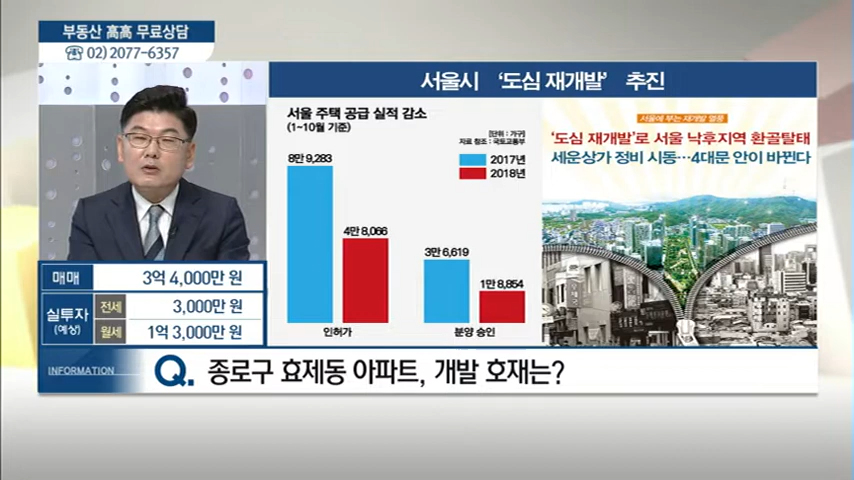 부동산 高高 무료상담
☎ 02) 2077-6357
서울시 '도심 재개발' 추진
서울 주택 공급 실적 감소
(1~10월 기준)
[단위 : 가구]
자료 참조 : 국토교통부
2017년
2018년
8만 9,283
4만 8,066
3만 6,619
1만 8,854
인허가
분양 승인
서울에 부는 재개발 열풍
'도심 재개발'로 서울 낙후지역 환골탈태
세운상가 정비 시동…4대문 안이 바뀐다
매매 3억 4,000만 원
실투자 (예상)
전세 3,000만 원
월세 1억 3,000만 원
INFORMATION
Q. 종로구 효제동 아파트, 개발 호재는?